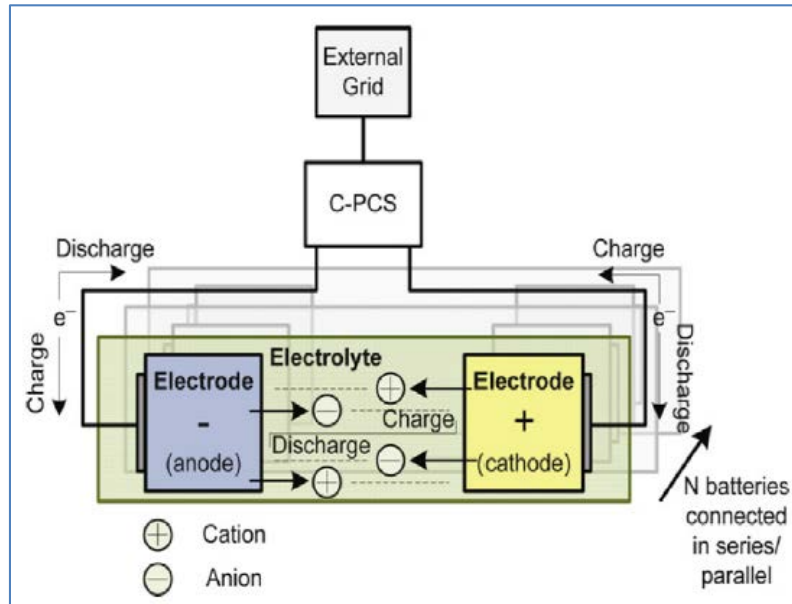 External
Grid
C-PCS
Discharge
Charge
e⁻
e⁻
Charge
Discharge
Electrolyte
Electrode
-
(anode)
+
-
Charge
Discharge
-
+
Electrode
+
(cathode)
+ Cation
- Anion
N batteries
connected
in series/
parallel